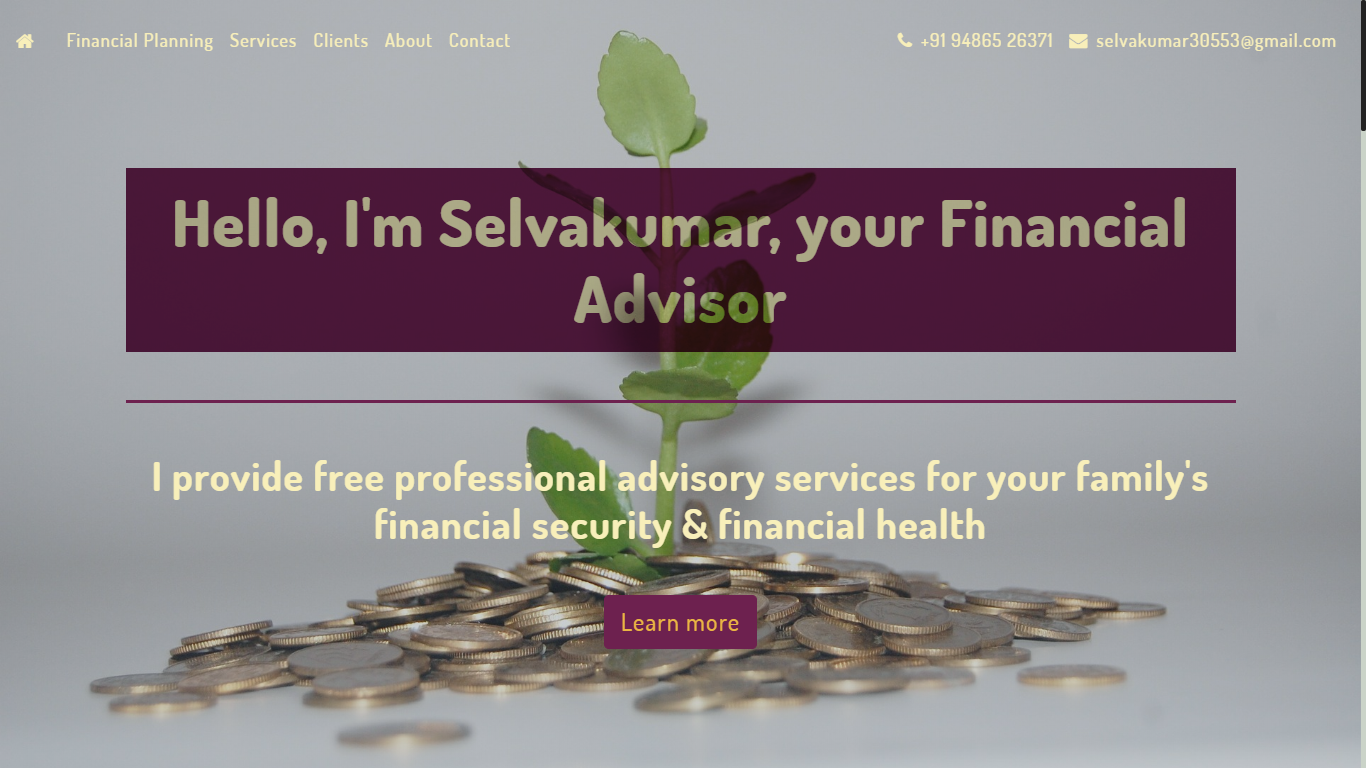 Financial Planning Services Clients About Contact +91 94865 26371 selvakumar30553@gmail.com
Hello, I'm Selvakumar, your Financial
Advisor
I provide free professional advisory services for your family's
financial security & financial health
Learn more